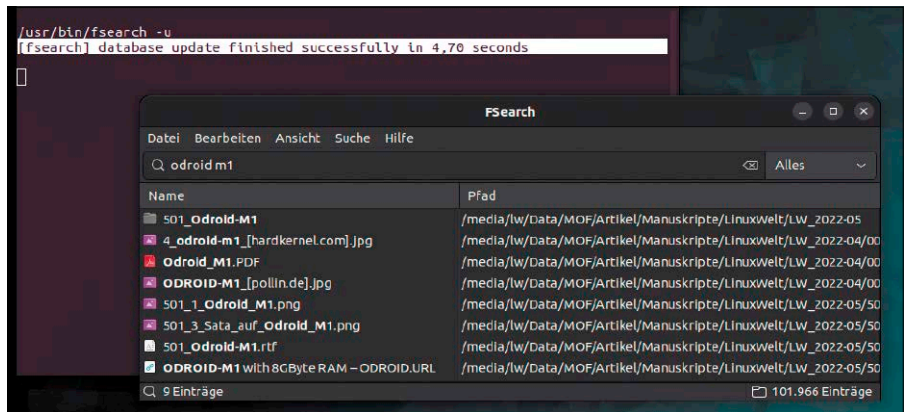 /usr/bin/fsearch -u
[fsearch] database update finished successfully in 4,70 seconds
FSearch
Datei Bearbeiten Ansicht Suche Hilfe
odroid m1 Alles
Name Pfad
501_Odroid-M1 /media/lw/Data/MOF/Artikel/Manuskripte/LinuxWelt/LW_2022-05
4_odroid-m1_[hardkernel.com].jpg /media/lw/Data/MOF/Artikel/Manuskripte/LinuxWelt/LW_2022-04/00
Odroid_M1.PDF /media/lw/Data/MOF/Artikel/Manuskripte/LinuxWelt/LW_2022-04/00
ODROID-M1_[pollin.de].jpg /media/lw/Data/MOF/Artikel/Manuskripte/LinuxWelt/LW_2022-04/00
501_1_Odroid_M1.png /media/lw/Data/MOF/Artikel/Manuskripte/LinuxWelt/LW_2022-05/50
501_3_Sata_auf_Odroid_M1.png /media/lw/Data/MOF/Artikel/Manuskripte/LinuxWelt/LW_2022-05/50
501_Odroid-M1.rtf /media/lw/Data/MOF/Artikel/Manuskripte/LinuxWelt/LW_2022-05/50
ODROID-M1 with 8GByte RAM – ODROID.URL /media/lw/Data/MOF/Artikel/Manuskripte/LinuxWelt/LW_2022-05/50
9 Einträge 101.966 Einträge